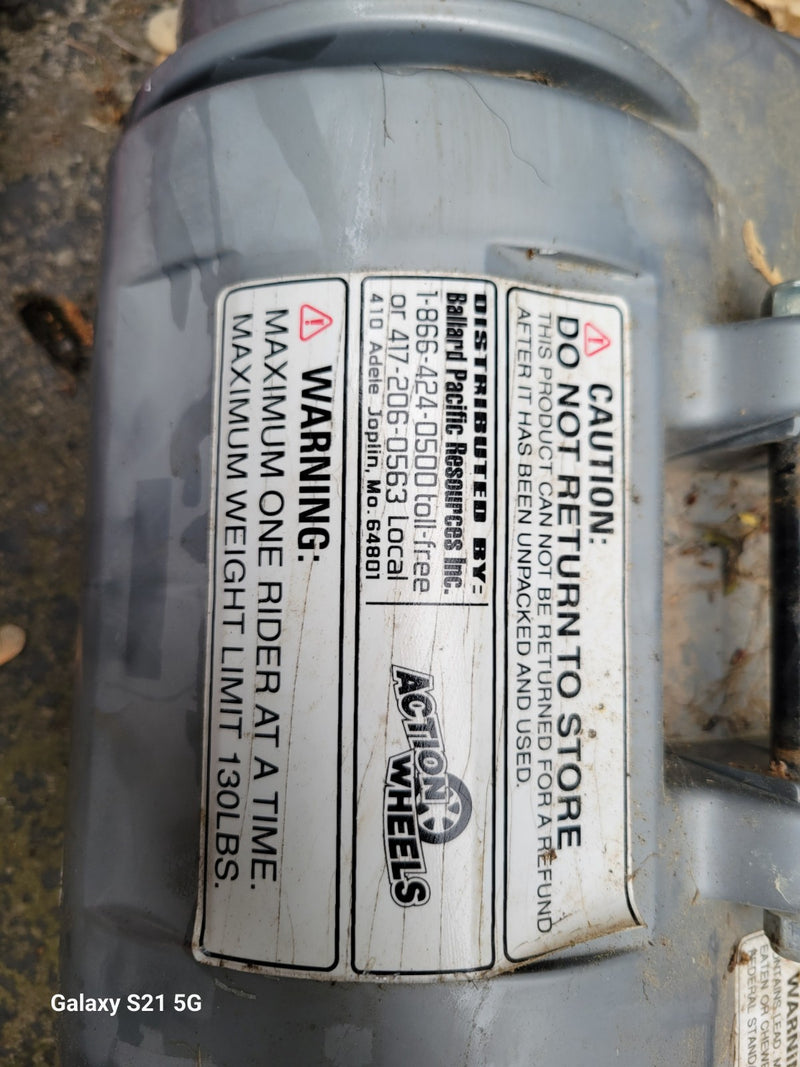 CAUTION:
DO NOT RETURN TO STORE
THIS PRODUCT CAN NOT BE RETURNED FOR A REFUND
AFTER IT HAS BEEN UNPACKED AND USED.
DISTRIBUTED BY:
Ballard Pacific Resources Inc.
1-866-424-0500 toll-free
or 417-206-0563 Local
410 Adele Joplin, Mo. 64801
ACTION
WHEELS
WARNING:
MAXIMUM ONE RIDER AT A TIME.
MAXIMUM WEIGHT LIMIT 130LBS.
LEAD,
EATEN OR
Galaxy S21 5G